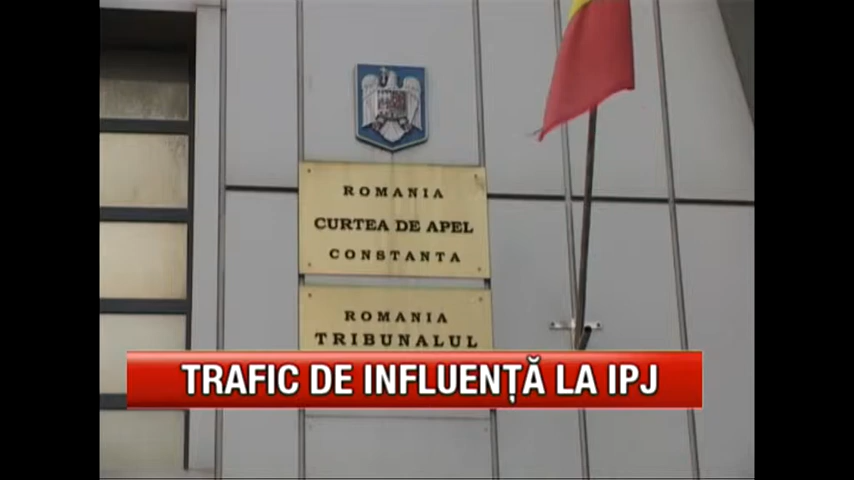 ROMANIA
CURTEA DE APEL
CONSTANTA
ROMANIA
TRIBUNALUL
TRAFIC DE INFLUENȚĂ LA IPJ